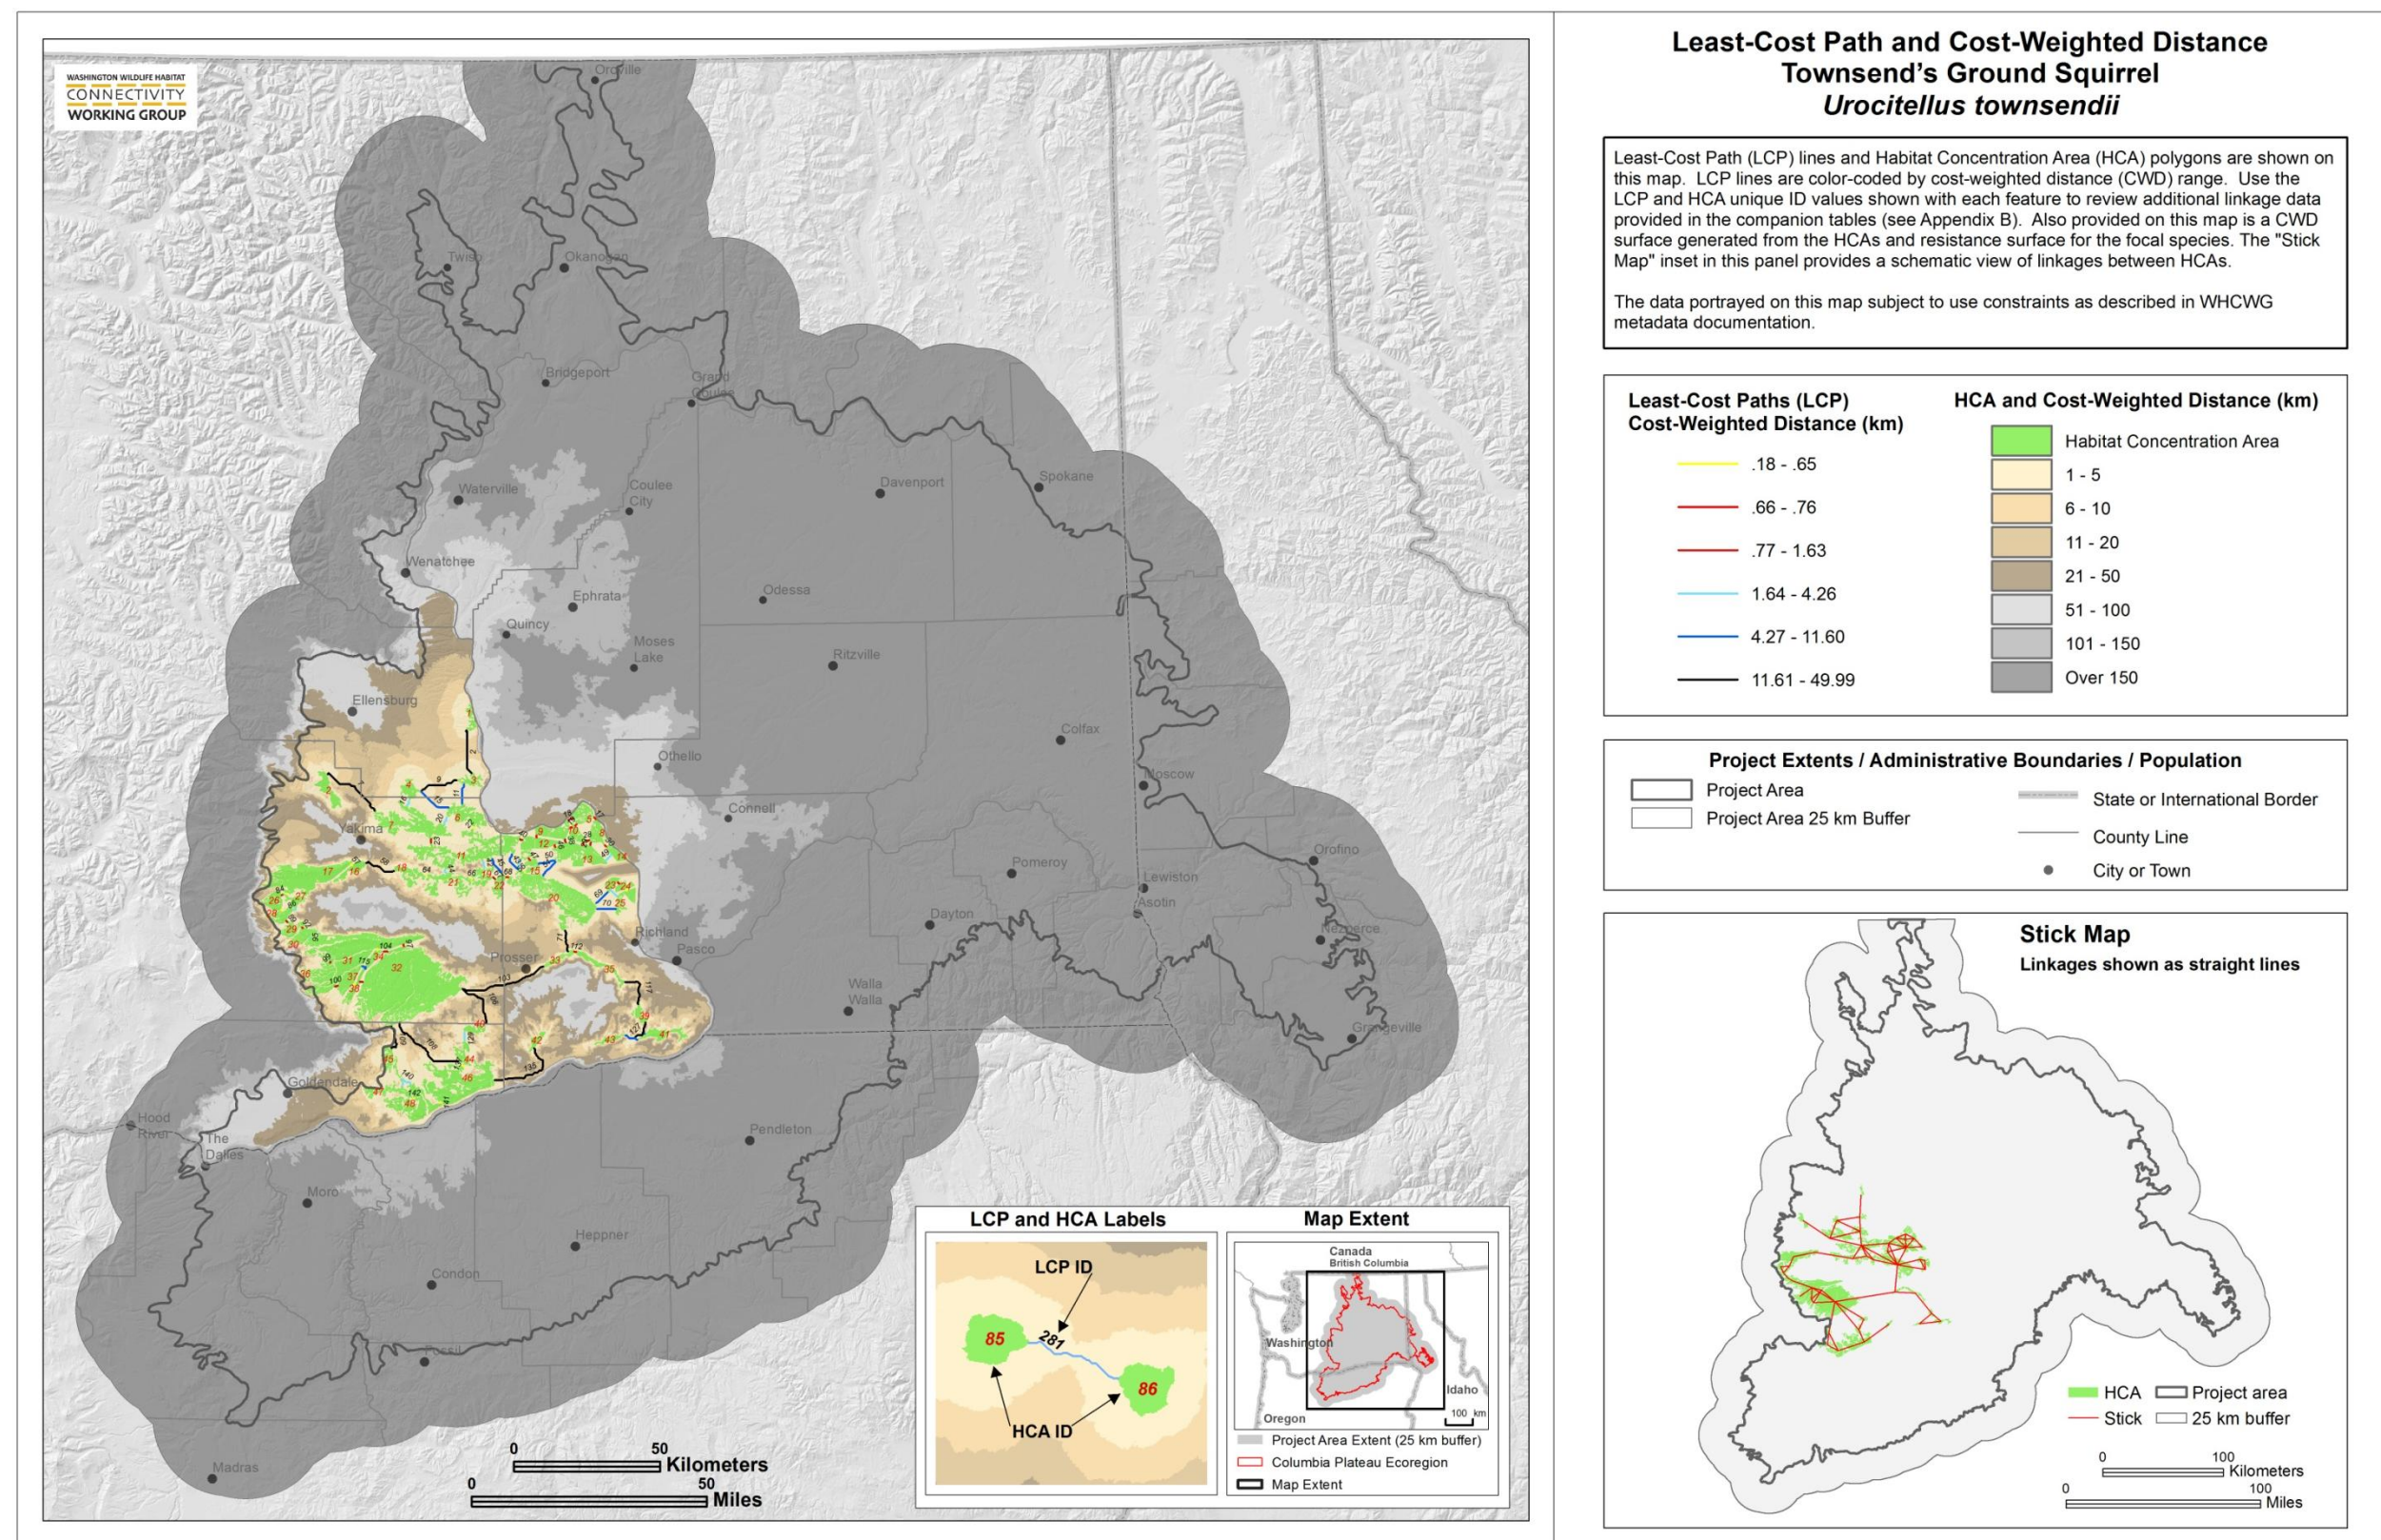 WASHINGTON WILDLIFE HABITAT
CONNECTIVITY
WORKING GROUP
Oroville
Twisp
Okanogan
Bridgeport
Grand
Coulee
Waterville
Coulee
City
Davenport
Spokane
Wenatchee
Ephrata
Odessa
Quincy
Moses
Lake
Ritzville
Ellensburg
Othello
Colfax
Moscow
Connell
Yakima
Pomeroy
Orofino
Lewiston
Asotin
Dayton
Nezperce
Richland
Pasco
Prosser
Walla
Walla
Grangeville
Goldendale
Hood
River
The
Dalles
Pendleton
Moro
Heppner
Condon
Fossil
Madras
0 50
Kilometers
0 50
Miles
LCP and HCA Labels
LCP ID
85
281
86
HCA ID
Map Extent
Canada
British Columbia
Washington
Idaho
Oregon
100 km
Project Area Extent (25 km buffer)
Columbia Plateau Ecoregion
Map Extent
Least-Cost Path and Cost-Weighted Distance
Townsend's Ground Squirrel
Urocitellus townsendii
Least-Cost Path (LCP) lines and Habitat Concentration Area (HCA) polygons are shown on
this map. LCP lines are color-coded by cost-weighted distance (CWD) range. Use the
LCP and HCA unique ID values shown with each feature to review additional linkage data
provided in the companion tables (see Appendix B). Also provided on this map is a CWD
surface generated from the HCAs and resistance surface for the focal species. The "Stick
Map" inset in this panel provides a schematic view of linkages between HCAs.
The data portrayed on this map subject to use constraints as described in WHCWG
metadata documentation.
Least-Cost Paths (LCP)
Cost-Weighted Distance (km)
.18 - .65
.66 - .76
.77 - 1.63
1.64 - 4.26
4.27 - 11.60
11.61 - 49.99
HCA and Cost-Weighted Distance (km)
Habitat Concentration Area
1 - 5
6 - 10
11 - 20
21 - 50
51 - 100
101 - 150
Over 150
Project Extents / Administrative Boundaries / Population
Project Area
Project Area 25 km Buffer
State or International Border
County Line
City or Town
Stick Map
Linkages shown as straight lines
HCA
Project area
Stick
25 km buffer
0 100
Kilometers
0 100
Miles